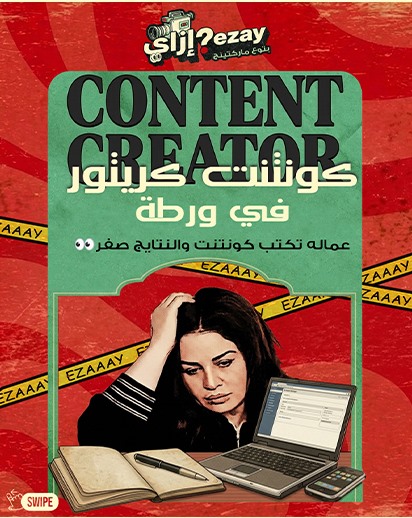 إزاي?ezay
بتوع ماركتينج
CONTENT
CREATOR
كونتنت كريتور
في ورطة
عماله تكتب كونتنت والنتايج صفر👀
EZAAAY
EZAAAY
EZAAAY
EZAAAY
EZAAAY
EZAAAY
SWIPE